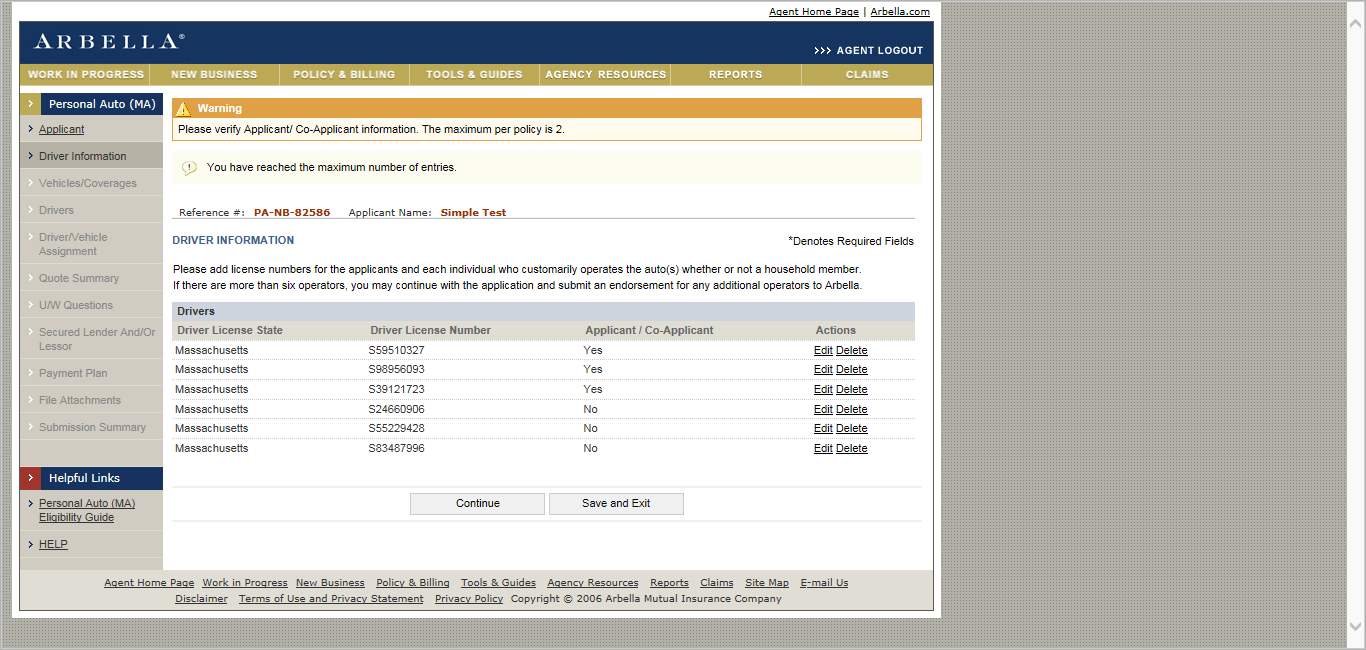 Agent Home Page | Arbella.com
ARBELLA®
>>> AGENT LOGOUT
WORK IN PROGRESS NEW BUSINESS POLICY & BILLING TOOLS & GUIDES AGENCY RESOURCES REPORTS CLAIMS
Personal Auto (MA)
Applicant
Driver Information
Vehicles/Coverages
Drivers
Driver/Vehicle
Assignment
Quote Summary
U/W Questions
Secured Lender And/Or
Lessor
Payment Plan
File Attachments
Submission Summary
Helpful Links
Personal Auto (MA)
Eligibility Guide
HELP
Warning
Please verify Applicant/ Co-Applicant information. The maximum per policy is 2.
You have reached the maximum number of entries.
Reference #: PA-NB-82586 Applicant Name: Simple Test
DRIVER INFORMATION
*Denotes Required Fields
Please add license numbers for the applicants and each individual who customarily operates the auto(s) whether or not a household member.
If there are more than six operators, you may continue with the application and submit an endorsement for any additional operators to Arbella.
Drivers
Driver License State Driver License Number Applicant / Co-Applicant Actions
Massachusetts S59510327 Yes Edit Delete
Massachusetts S98956093 Yes Edit Delete
Massachusetts S39121723 Yes Edit Delete
Massachusetts S24660906 No Edit Delete
Massachusetts S55229428 No Edit Delete
Massachusetts S83487996 No Edit Delete
Continue Save and Exit
Agent Home Page Work in Progress New Business Policy & Billing Tools & Guides Agency Resources Reports Claims Site Map E-mail Us
Disclaimer Terms of Use and Privacy Statement Privacy Policy Copyright © 2006 Arbella Mutual Insurance Company